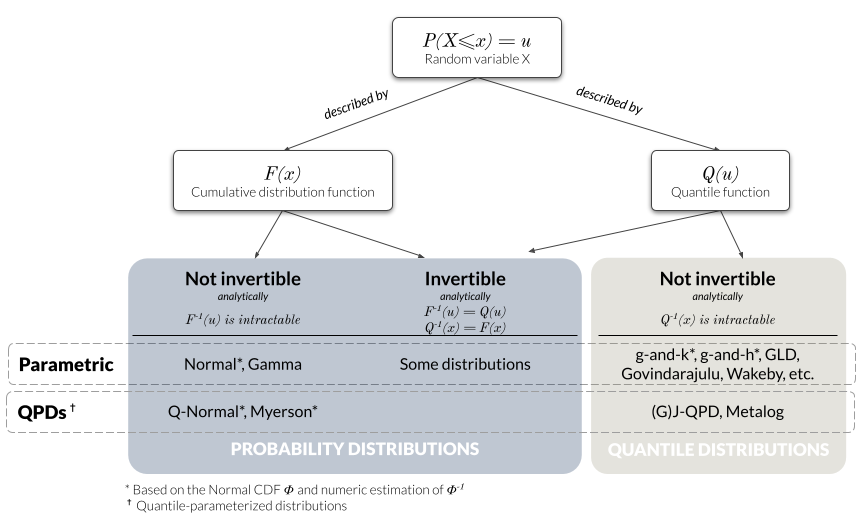 P(X⩽x) = u
Random variable X
described by
described by
F(x)
Cumulative distribution function
Q(u)
Quantile function
Not invertible
analytically
F⁻¹(u) is intractable
Invertible
analytically
F⁻¹(u) = Q(u)
Q⁻¹(x) = F(x)
Not invertible
analytically
Q⁻¹(x) is intractable
Parametric
Normal*, Gamma
Some distributions
g-and-k*, g-and-h*, GLD,
Govindarajulu, Wakeby, etc.
QPDs †
Q-Normal*, Myerson*
(G)J-QPD, Metalog
PROBABILITY DISTRIBUTIONS
QUANTILE DISTRIBUTIONS
* Based on the Normal CDF Φ and numeric estimation of Φ⁻¹
† Quantile-parameterized distributions